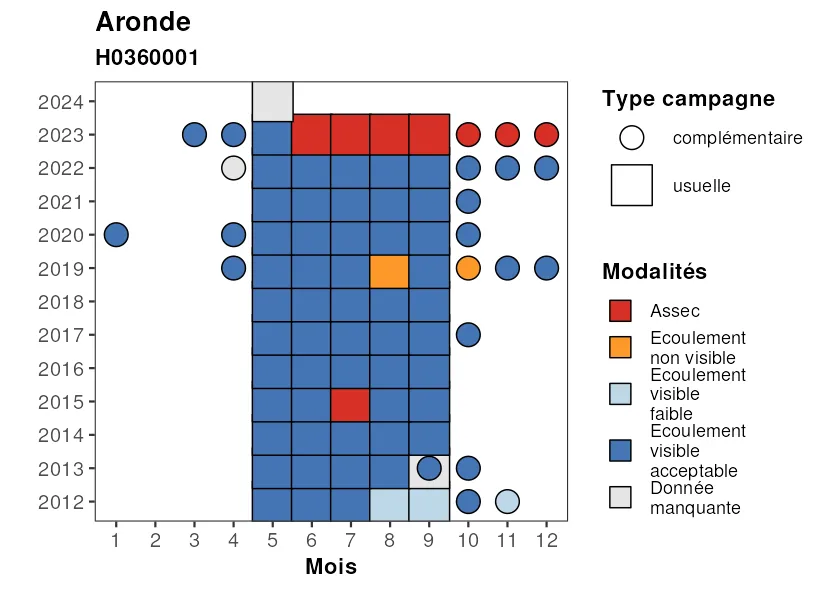 Aronde
H0360001
2024
2023
2022
2021
2020
2019
2018
2017
2016
2015
2014
2013
2012
1 2 3 4 5 6 7 8 9 10 11 12
Mois
Type campagne
complémentaire
usuelle
Modalités
Assec
Ecoulement
non visible
Ecoulement
visible
faible
Ecoulement
visible
acceptable
Donnée
manquante